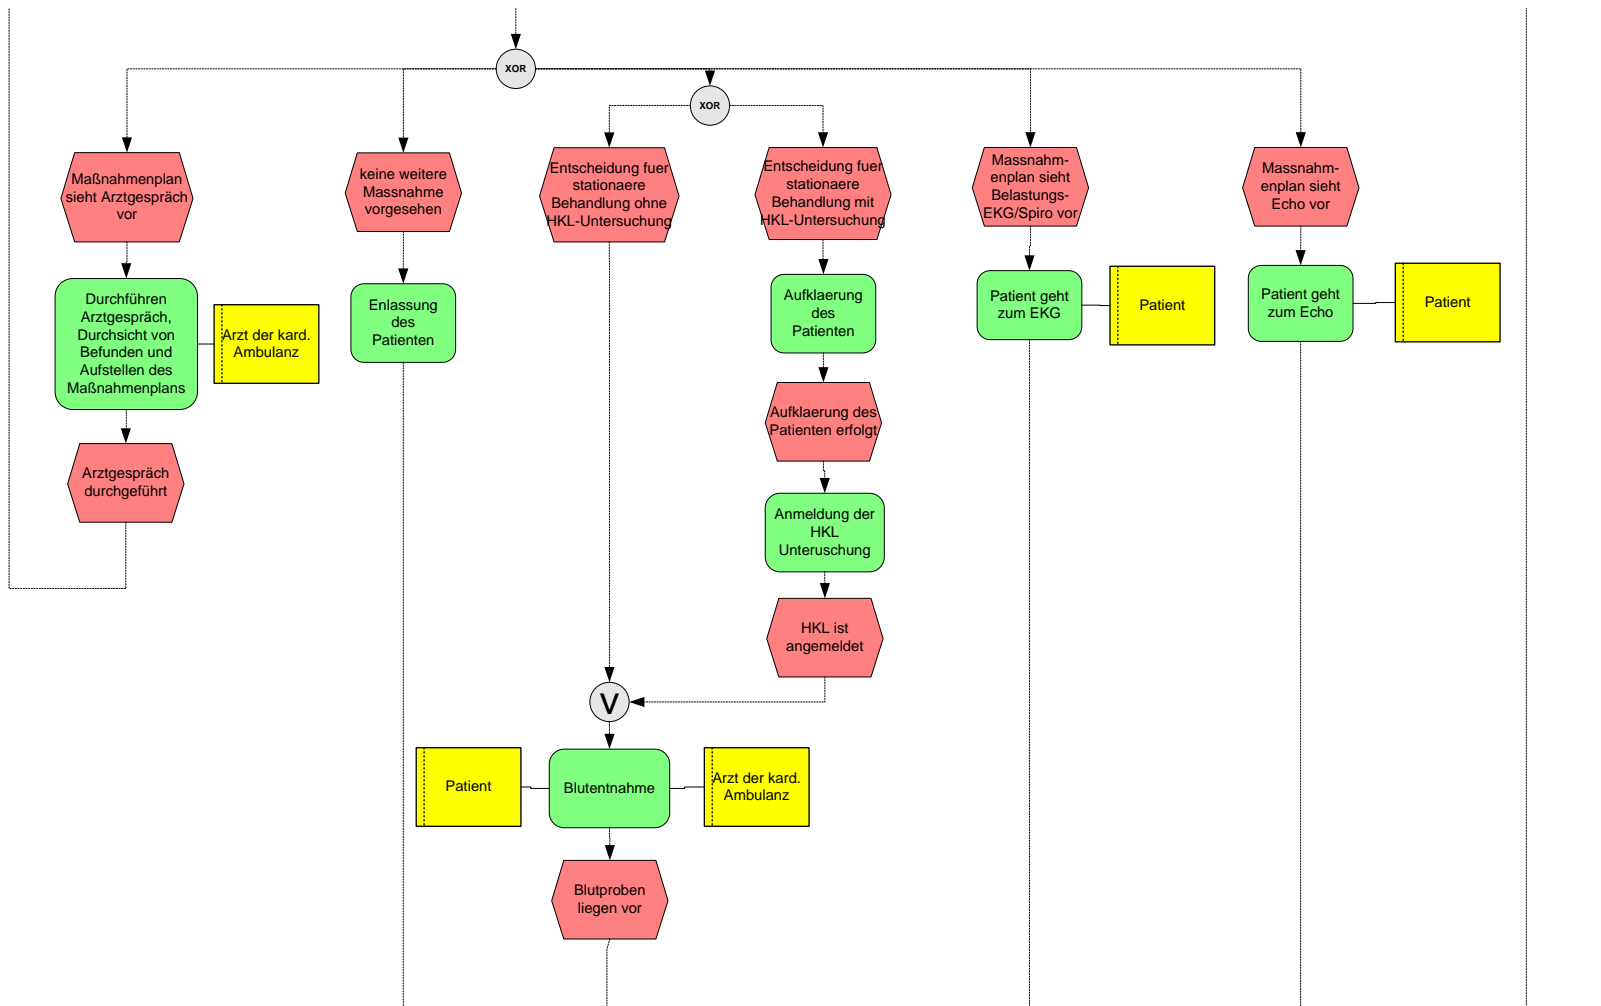 XOR
XOR
Maßnahmenplan
sieht Arztgespräch
vor
keine weitere
Massnahme
vorgesehen
Entscheidung fuer
stationaere
Behandlung ohne
HKL-Untersuchung
Entscheidung fuer
stationaere
Behandlung mit
HKL-Untersuchung
Massnahm-
enplan sieht
Belastungs-
EKG/Spiro vor
Massnahm-
enplan sieht
Echo vor
Durchführen
Arztgespräch,
Durchsicht von
Befunden und
Aufstellen des
Maßnahmenplans
Arzt der kard.
Ambulanz
Enlassung
des
Patienten
Aufklaerung
des
Patienten
Patient geht
zum EKG
Patient
Patient geht
zum Echo
Patient
Arztgespräch
durchgeführt
Aufklaerung des
Patienten erfolgt
Anmeldung der
HKL
Unteruschung
HKL ist
angemeldet
V
Patient
Blutentnahme
Arzt der kard.
Ambulanz
Blutproben
liegen vor